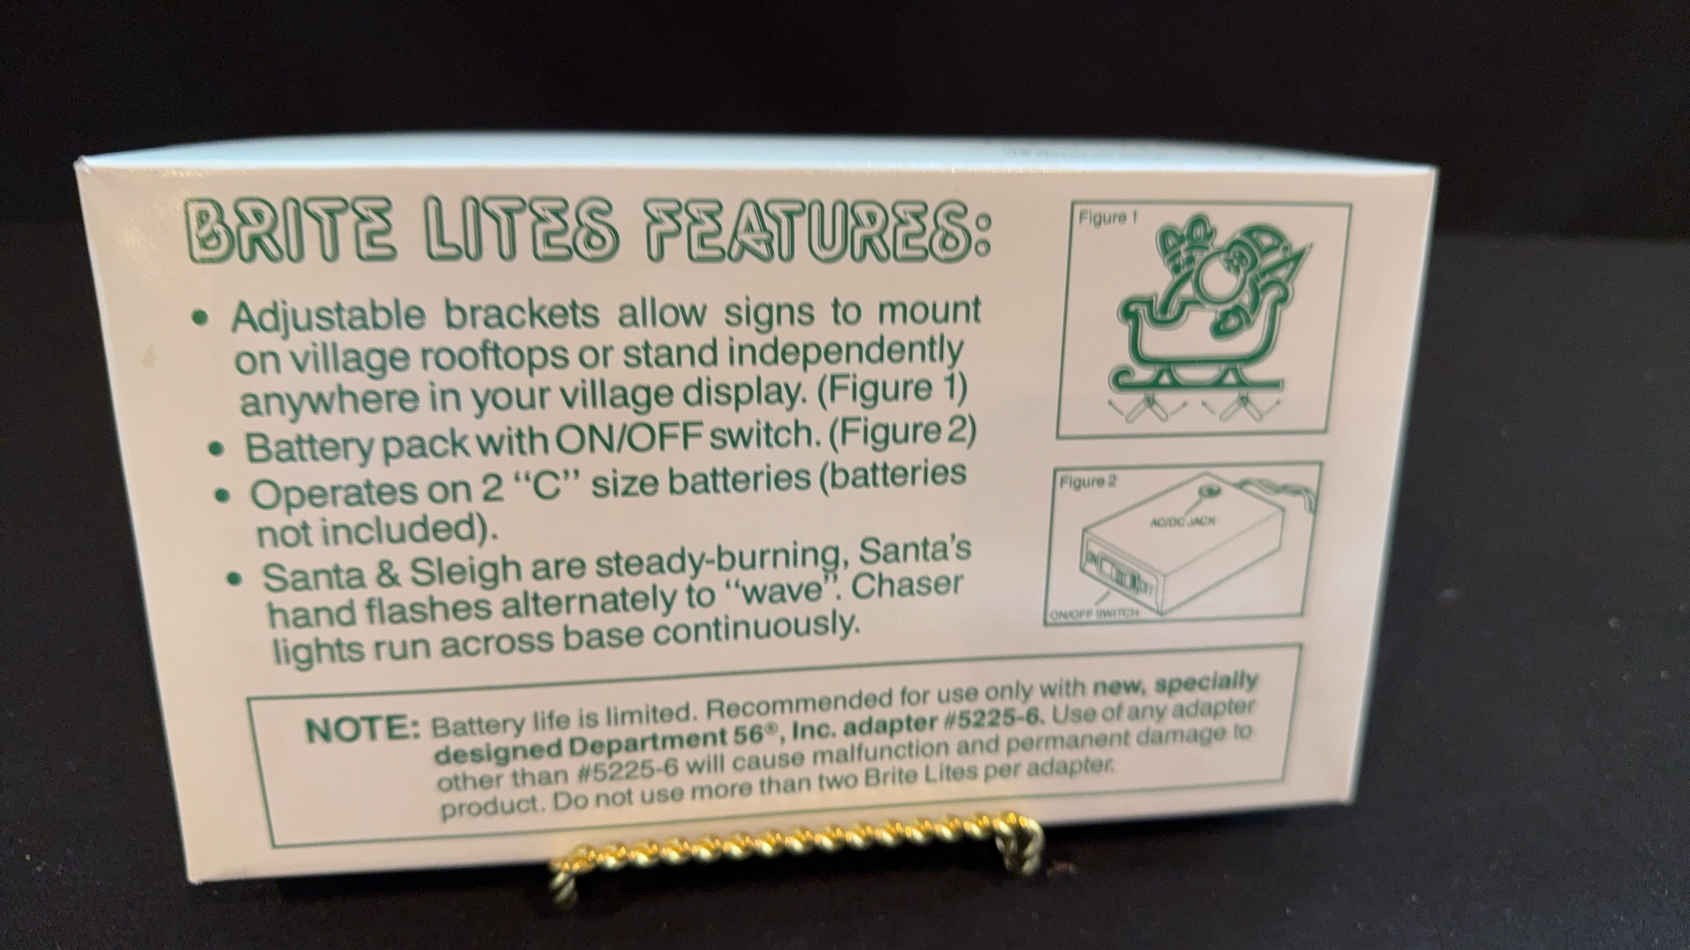 BRITE LITES FEATURES:
• Adjustable brackets allow signs to mount
on village rooftops or stand independently
anywhere in your village display. (Figure 1)
• Battery pack with ON/OFF switch. (Figure 2)
• Operates on 2 “C” size batteries (batteries
not included).
• Santa & Sleigh are steady-burning, Santa’s
hand flashes alternately to “wave”. Chaser
lights run across base continuously.
Figure 1
Figure 2
AC/DC JACK
ON/OFF SWITCH
NOTE: Battery life is limited. Recommended for use only with new, specially
designed Department 56®, Inc. adapter #5225-6. Use of any adapter
other than #5225-6 will cause malfunction and permanent damage to
product. Do not use more than two Brite Lites per adapter.